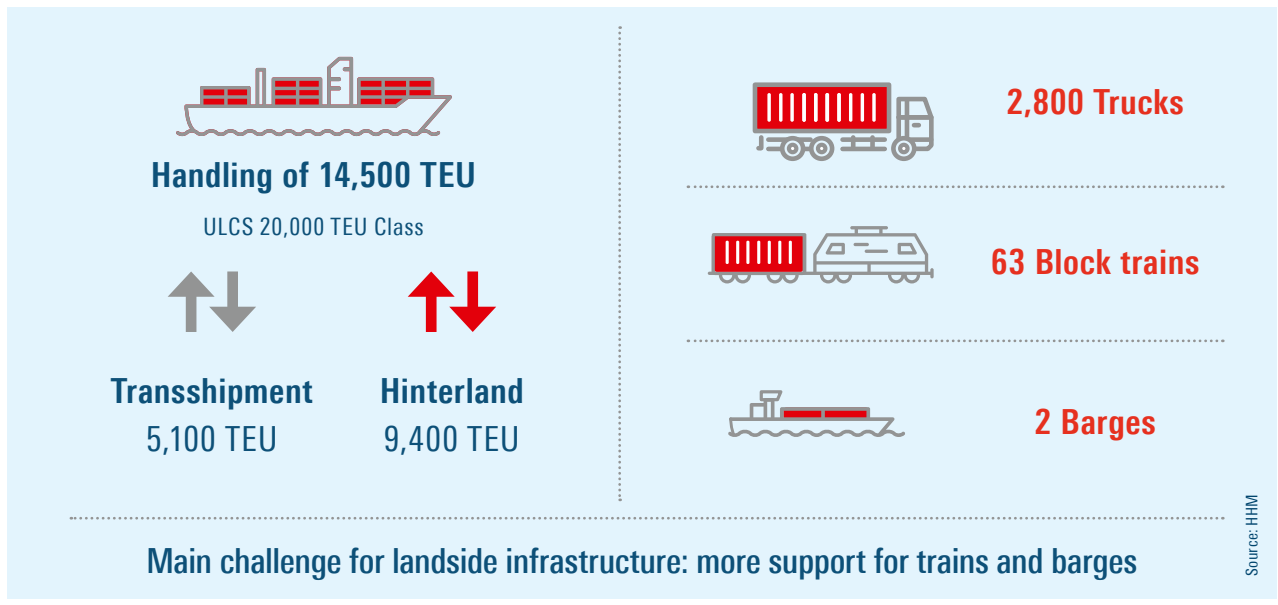 Handling of 14,500 TEU
ULCS 20,000 TEU Class
Transshipment
5,100 TEU
Hinterland
9,400 TEU
2,800 Trucks
63 Block trains
2 Barges
Main challenge for landside infrastructure: more support for trains and barges
Source: HHM